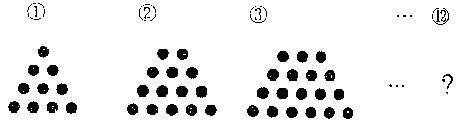 ① ② ③ … ⑫
… ?